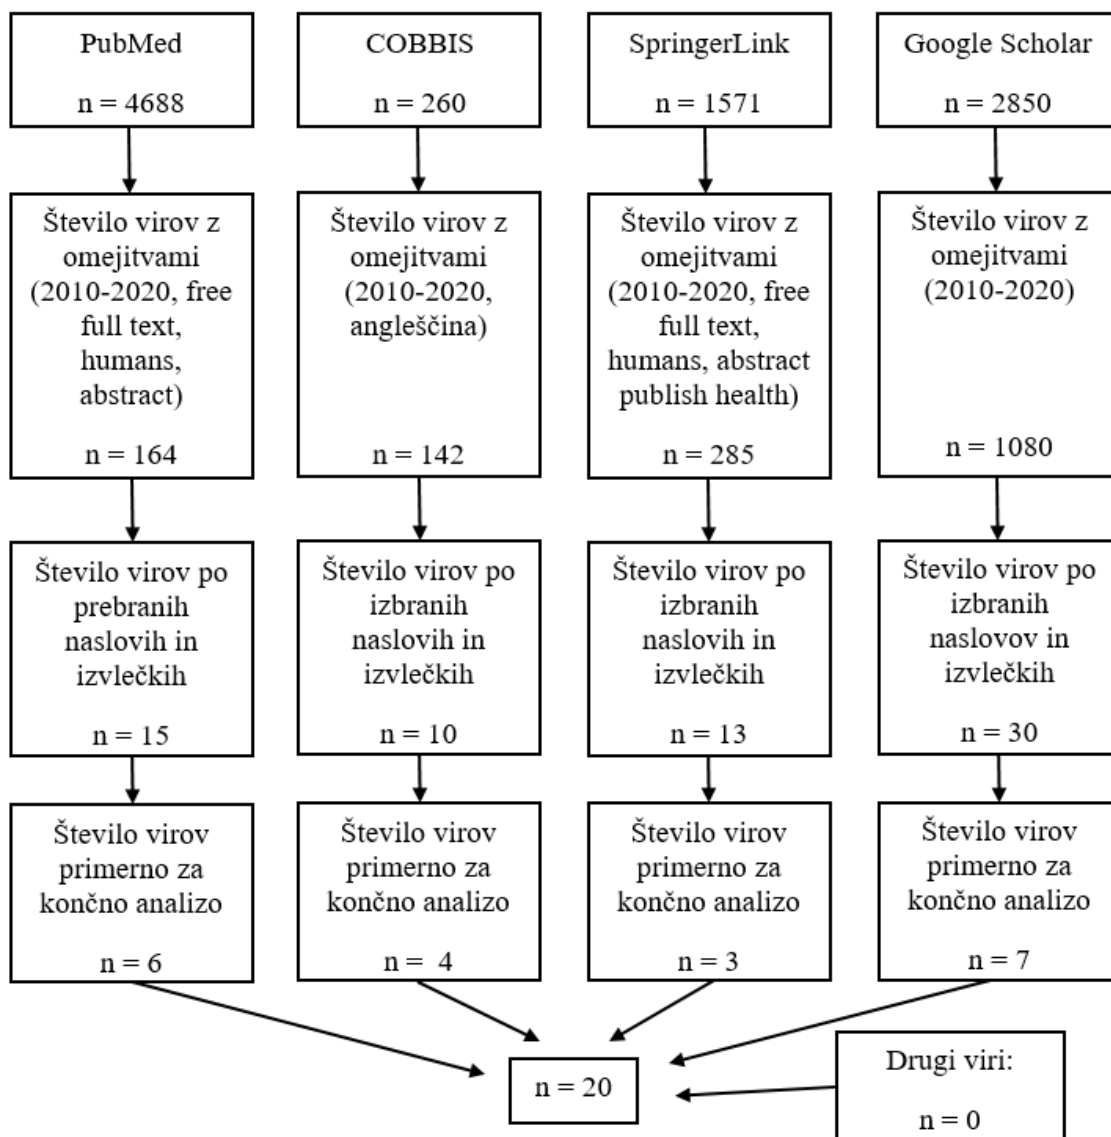 PubMed
n = 4688
COBBIS
n = 260
SpringerLink
n = 1571
Google Scholar
n = 2850
Število virov z
omejitvami
(2010-2020, free
full text,
humans,
abstract)
n = 164
Število virov z
omejitvami
(2010-2020,
angleščina)
n = 142
Število virov z
omejitvami
(2010-2020, free
full text,
humans, abstract
publish health)
n = 285
Število virov z
omejitvami
(2010-2020)
n = 1080
Število virov po
prebranih
naslovih in
izvlečkih
n = 15
Število virov po
izbranih
naslovih in
izvlečkih
n = 10
Število virov po
izbranih
naslovih in
izvlečkih
n = 13
Število virov po
izbranih
naslovov in
izvlečkih
n = 30
Število virov
primerno za
končno analizo
n = 6
Število virov
primerno za
končno analizo
n = 4
Število virov
primerno za
končno analizo
n = 3
Število virov
primerno za
končno analizo
n = 7
n = 20
Drugi viri:
n = 0